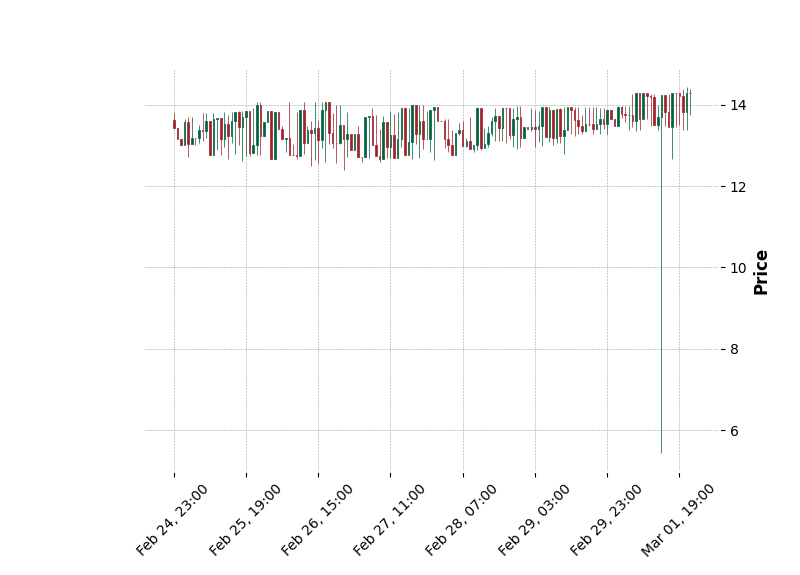 14
12
10
8
6
Price
Feb 24, 23:00
Feb 25, 19:00
Feb 26, 15:00
Feb 27, 11:00
Feb 28, 07:00
Feb 29, 03:00
Feb 29, 23:00
Mar 01, 19:00